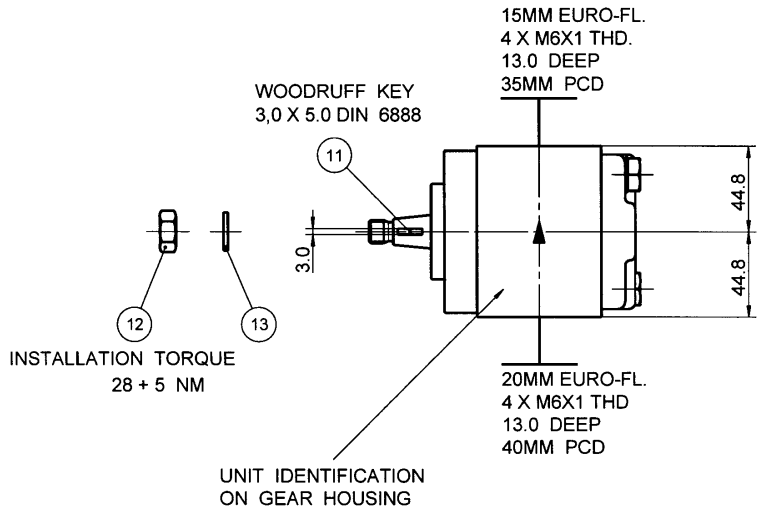 15MM EURO-FL.
4 X M6X1 THD.
13.0 DEEP
35MM PCD
WOODRUFF KEY
3,0 X 5.0 DIN 6888
11
44.8
3.0
44.8
12
13
INSTALLATION TORQUE
28 + 5 NM
20MM EURO-FL.
4 X M6X1 THD
13.0 DEEP
40MM PCD
UNIT IDENTIFICATION
ON GEAR HOUSING